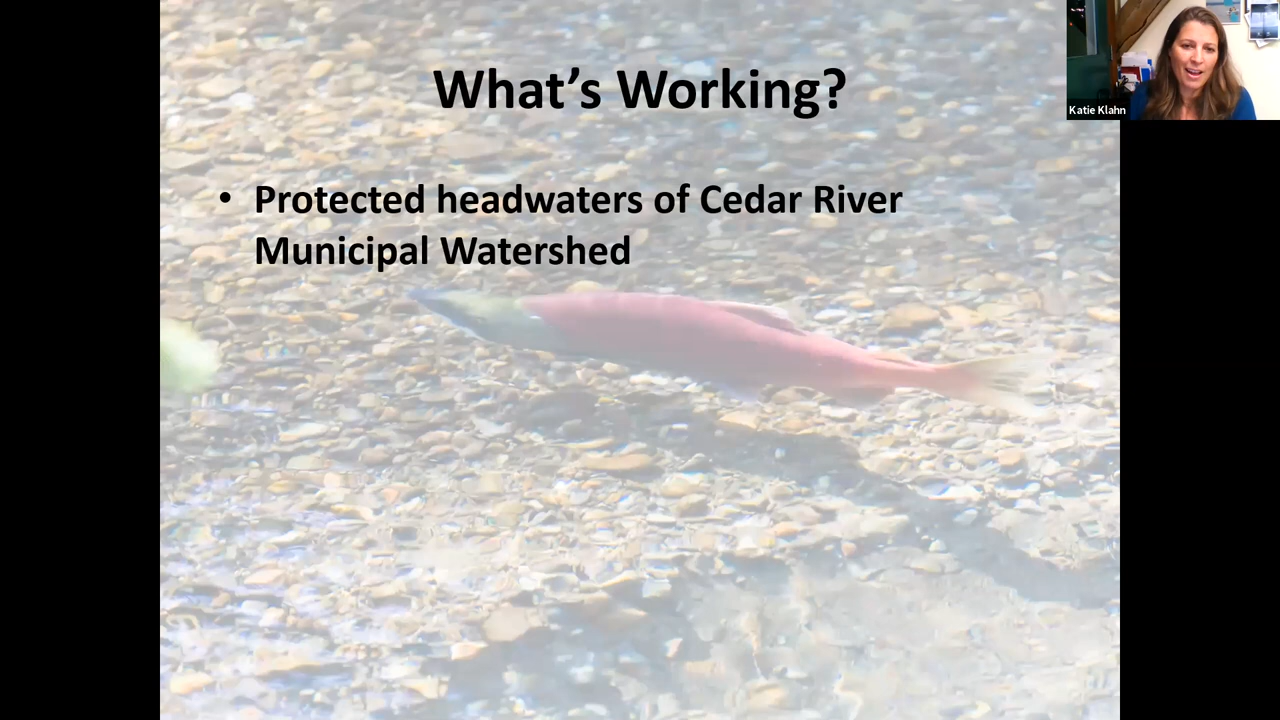 What's Working?
• Protected headwaters of Cedar River
Municipal Watershed
Katie Klahn